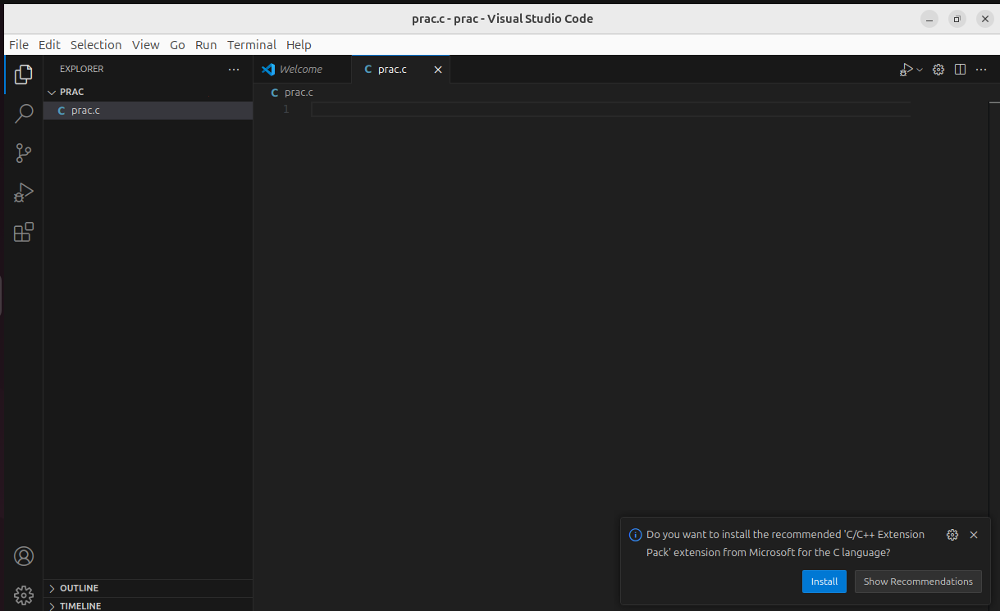 prac.c - prac - Visual Studio Code
File Edit Selection View Go Run Terminal Help
EXPLORER
Welcome
C prac.c
PRAC
C prac.c
C prac.c
1
Do you want to install the recommended 'C/C++ Extension
Pack' extension from Microsoft for the C language?
Install Show Recommendations
OUTLINE
TIMELINE